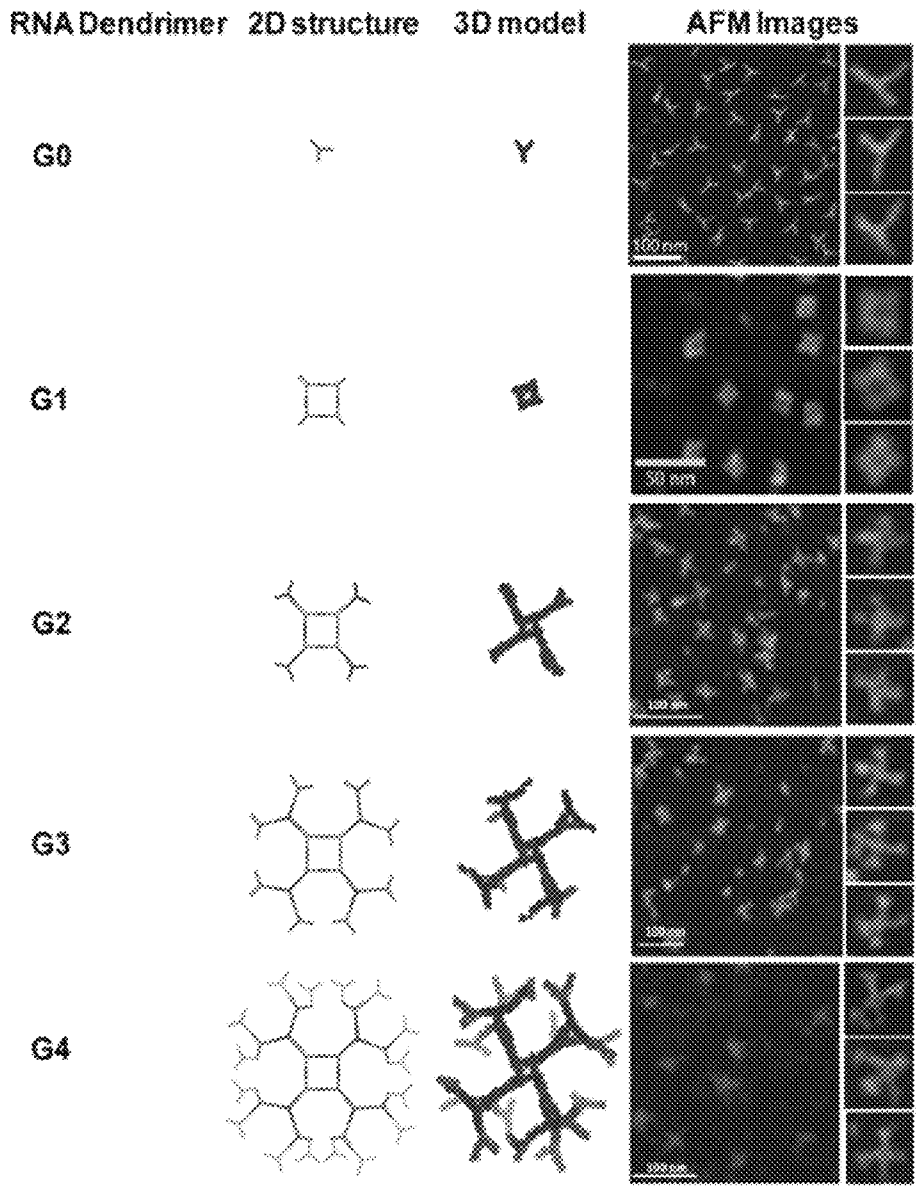 RNA Dendrimer 2D structure 3D model AFM Images
G0
100 nm
G1
50 nm
G2
100 nm
G3
100 nm
G4
100 nm